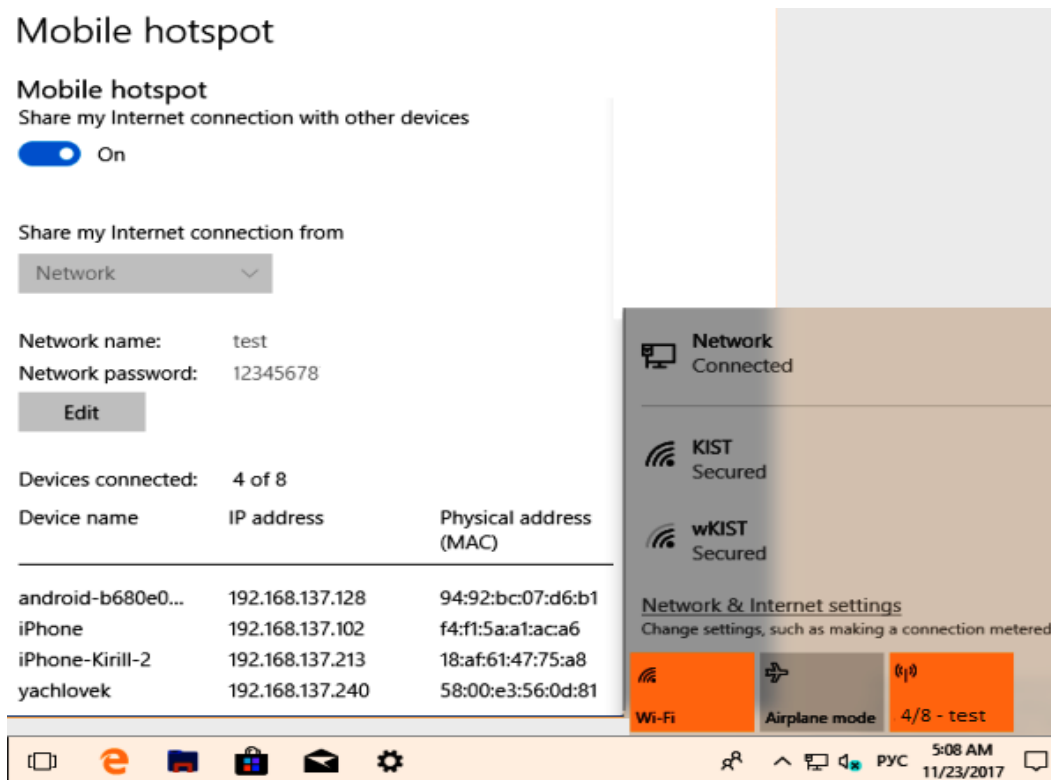 Mobile hotspot
Mobile hotspot
Share my Internet connection with other devices
On
Share my Internet connection from
Network
Network name: test
Network password: 12345678
Edit
Devices connected: 4 of 8
Device name IP address Physical address
(MAC)
android-b680e0... 192.168.137.128 94:92:bc:07:d6:b1
iPhone 192.168.137.102 f4:f1:5a:a1:ac:a6
iPhone-Kirill-2 192.168.137.213 18:af:61:47:75:a8
yachlovek 192.168.137.240 58:00:e3:56:0d:81
Network
Connected
KIST
Secured
wKIST
Secured
Network & Internet settings
Change settings, such as making a connection metered
Wi-Fi
Airplane mode
4/8 - test
РУС
5:08 AM
11/23/2017